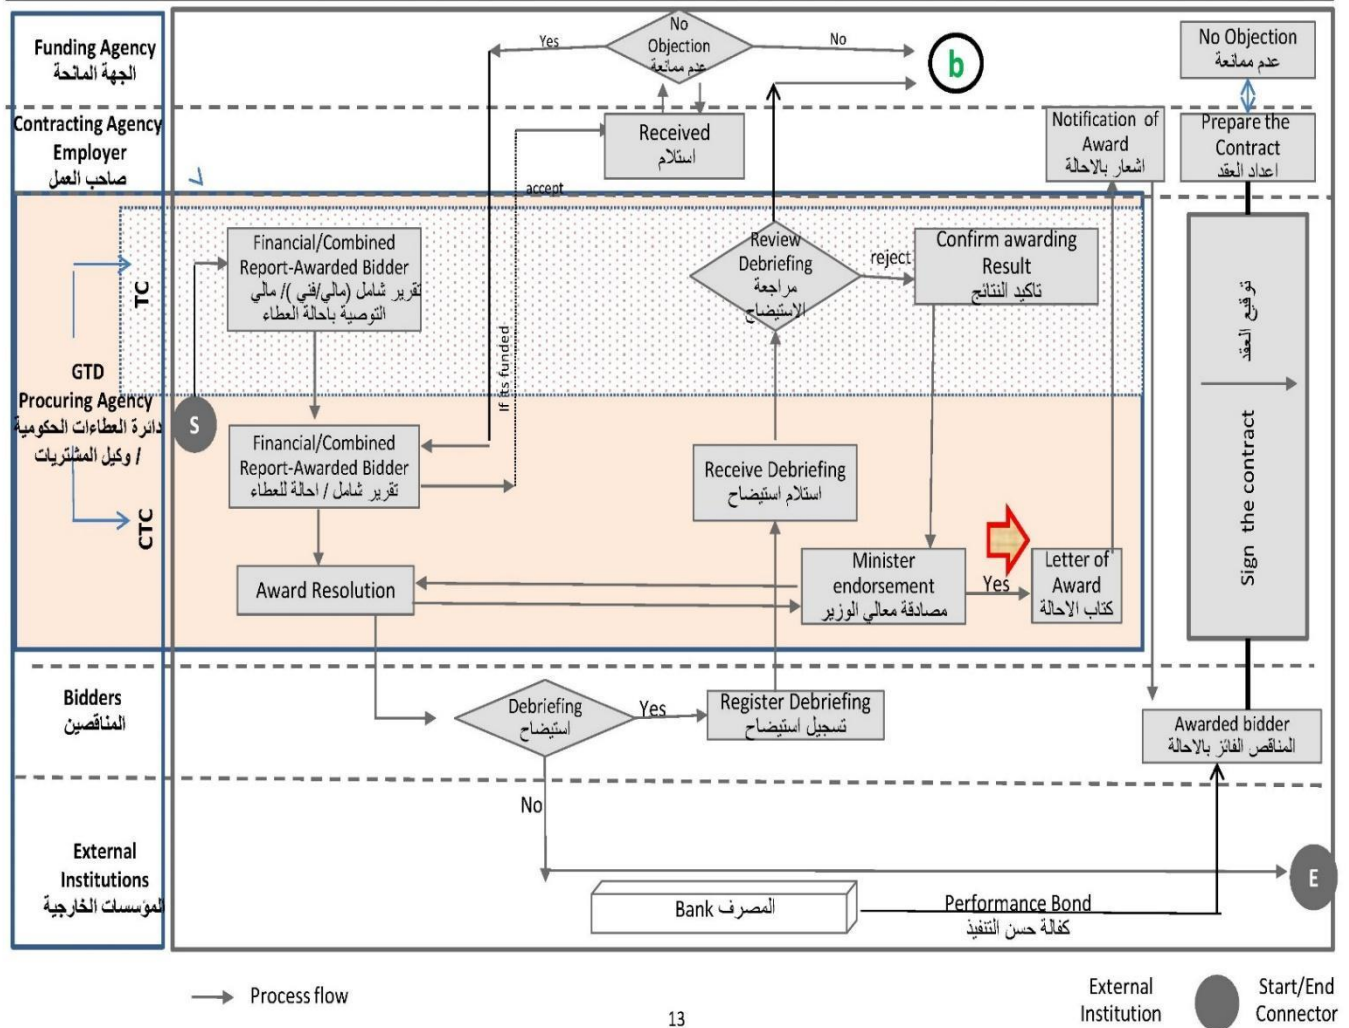 Funding Agency
الجهة المانحة
Contracting Agency
Employer
صاحب العمل
GTD
Procuring Agency
دائرة العطاءات الحكومية
/ وكيل المشتريات
TC
CTC
Bidders
المناقصين
External
Institutions
المؤسسات الخارجية
No
Objection
عدم ممانعة
Yes
No
b
No Objection
عدم ممانعة
Received
استلام
Notification of
Award
اشعار بالاحالة
Prepare the
Contract
اعداد العقد
accept
If its funded
S
Financial/Combined
Report-Awarded Bidder
تقرير شامل (مالي/فني )/ مالي
التوصية باحالة العطاء
Review
Debriefing
مراجعة
الاستيضاح
reject
Confirm awarding
Result
تاكيد النتائج
توقيع العقد
Sign the contract
Financial/Combined
Report-Awarded Bidder
تقرير شامل / احالة للعطاء
Receive Debriefing
استلام استيضاح
Award Resolution
Minister
endorsement
مصادقة معالي الوزير
Yes
Letter of
Award
كتاب الاحالة
Debriefing
استيضاح
Yes
Register Debriefing
تسجيل استيضاح
Awarded bidder
المناقص الفائز بالاحالة
No
E
Bank المصرف
Performance Bond
كفالة حسن التنفيذ
Process flow
13
External
Institution
Start/End
Connector